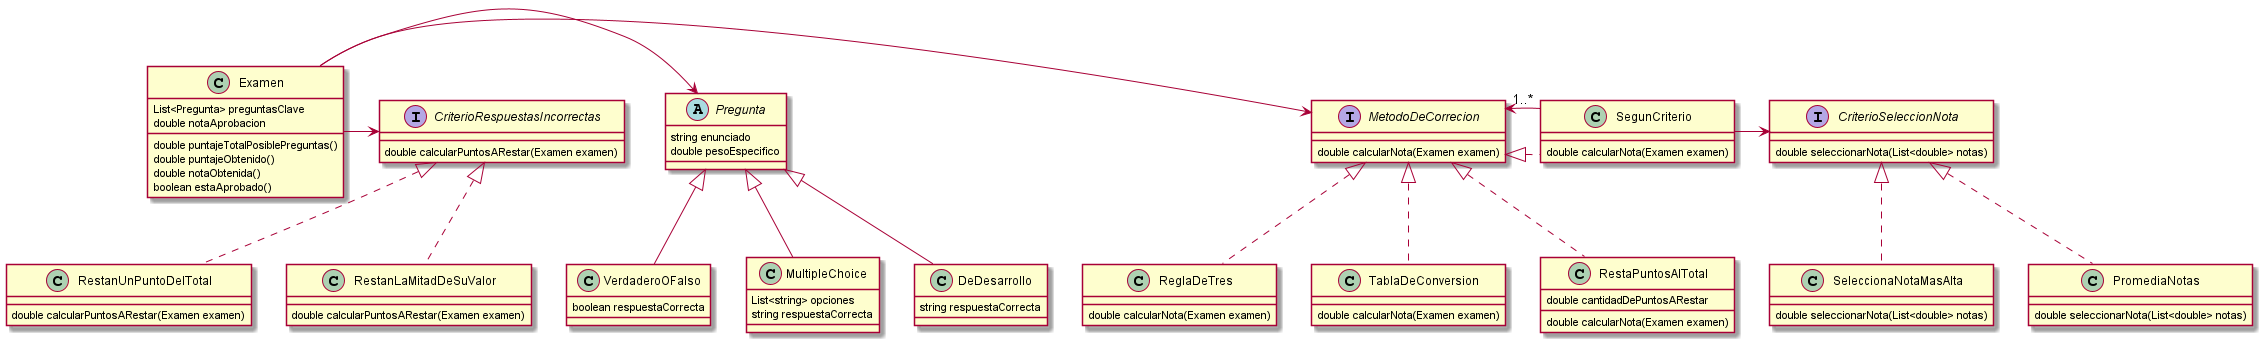 C Examen
List<Pregunta> preguntasClave
double notaAprobacion
double puntajeTotalPosiblePreguntas()
double puntajeObtenido()
double notaObtenida()
boolean estaAprobado()
I CriterioRespuestasIncorrectas
double calcularPuntosARestar(Examen examen)
A Pregunta
string enunciado
double pesoEspecifico
I MetodoDeCorrecion
double calcularNota(Examen examen)
1..*
C SegunCriterio
double calcularNota(Examen examen)
I CriterioSeleccionNota
double seleccionarNota(List<double> notas)
C RestanUnPuntoDelTotal
double calcularPuntosARestar(Examen examen)
C RestanLaMitadDeSuValor
double calcularPuntosARestar(Examen examen)
C VerdaderoOFalso
boolean respuestaCorrecta
C MultipleChoice
List<string> opciones
string respuestaCorrecta
C DeDesarrollo
string respuestaCorrecta
C ReglaDeTres
double calcularNota(Examen examen)
C TablaDeConversion
double calcularNota(Examen examen)
C RestaPuntosAlTotal
double cantidadDePuntosARestar
double calcularNota(Examen examen)
C SeleccionaNotaMasAlta
double seleccionarNota(List<double> notas)
C PromediaNotas
double seleccionarNota(List<double> notas)